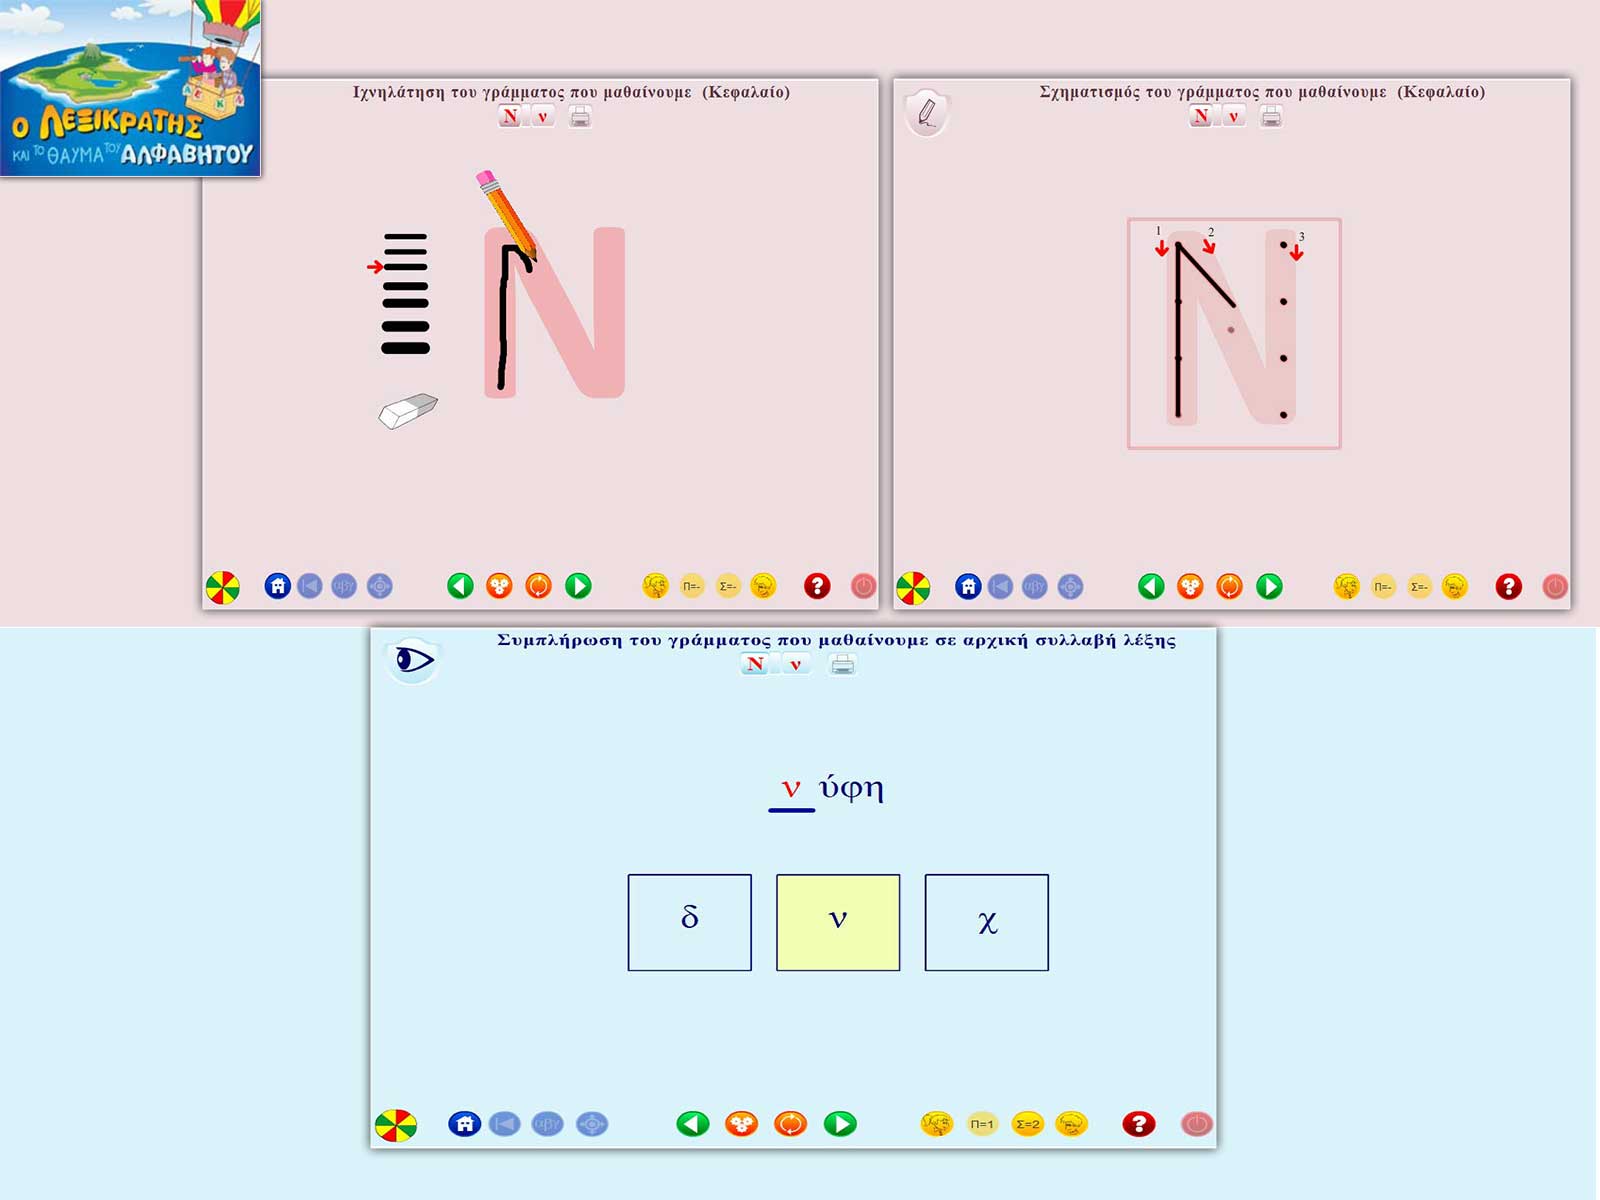 Ο ΛΕΞΙΚΡΑΤΗΣ
ΚΑΙ ΤΟ ΘΑΥΜΑ ΤΟΥ ΑΛΦΑΒΗΤΟΥ
Ιχνηλάτηση του γράμματος που μαθαίνουμε (Κεφαλαίο)
Ν ν
Ν
Π=- Σ=-
?
Σχηματισμός του γράμματος που μαθαίνουμε (Κεφαλαίο)
Ν ν
1 2 3
Ν
Π=- Σ=-
?
Συμπλήρωση του γράμματος που μαθαίνουμε σε αρχική συλλαβή λέξης
Ν ν
ν ύφη
δ ν χ
αβγ Π=1 Σ=2 ?